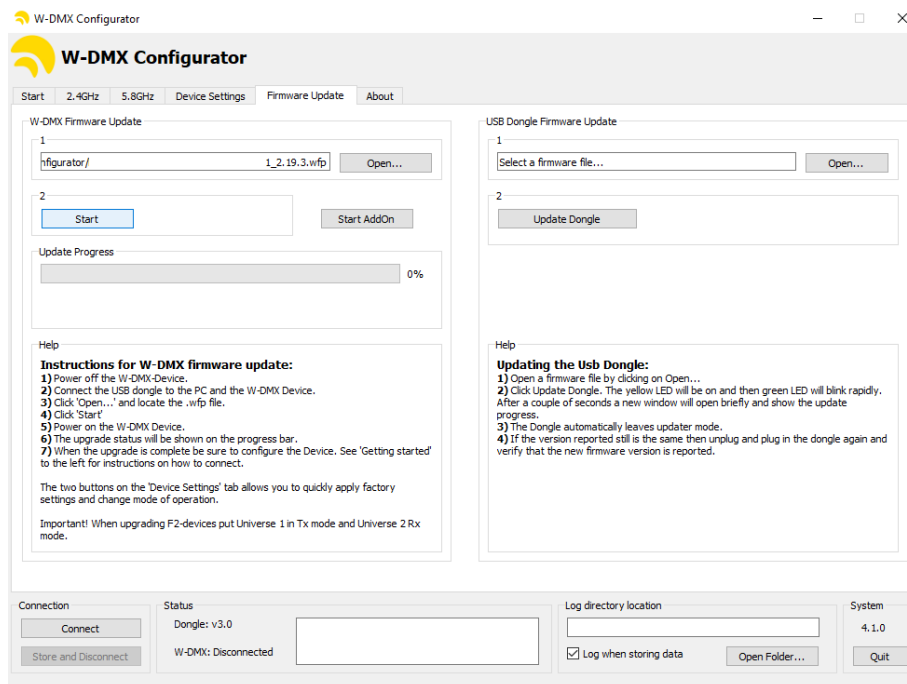 W-DMX Configurator
W-DMX Configurator
Start 2.4GHz 5.8GHz Device Settings Firmware Update About
W-DMX Firmware Update
1
nfigurator/ 1_2.19.3.wfp Open...
2
Start Start AddOn
Update Progress
0%
Help
Instructions for W-DMX firmware update:
1) Power off the W-DMX-Device.
2) Connect the USB dongle to the PC and the W-DMX Device.
3) Click 'Open...' and locate the .wfp file.
4) Click 'Start'
5) Power on the W-DMX Device.
6) The upgrade status will be shown on the progress bar.
7) When the upgrade is complete be sure to configure the Device. See 'Getting started'
to the left for instructions on how to connect.
The two buttons on the 'Device Settings' tab allows you to quickly apply factory
settings and change mode of operation.
Important! When upgrading F2-devices put Universe 1 in Tx mode and Universe 2 Rx
mode.
USB Dongle Firmware Update
1
Select a firmware file... Open...
2
Update Dongle
Help
Updating the Usb Dongle:
1) Open a firmware file by clicking on Open...
2) Click Update Dongle. The yellow LED will be on and then green LED will blink rapidly.
After a couple of seconds a new window will open briefly and show the update
progress.
3) The Dongle automatically leaves updater mode.
4) If the version reported still is the same then unplug and plug in the dongle again and
verify that the new firmware version is reported.
Connection
Connect
Store and Disconnect
Status
Dongle: v3.0
W-DMX: Disconnected
Log directory location
Log when storing data Open Folder...
System
4.1.0
Quit